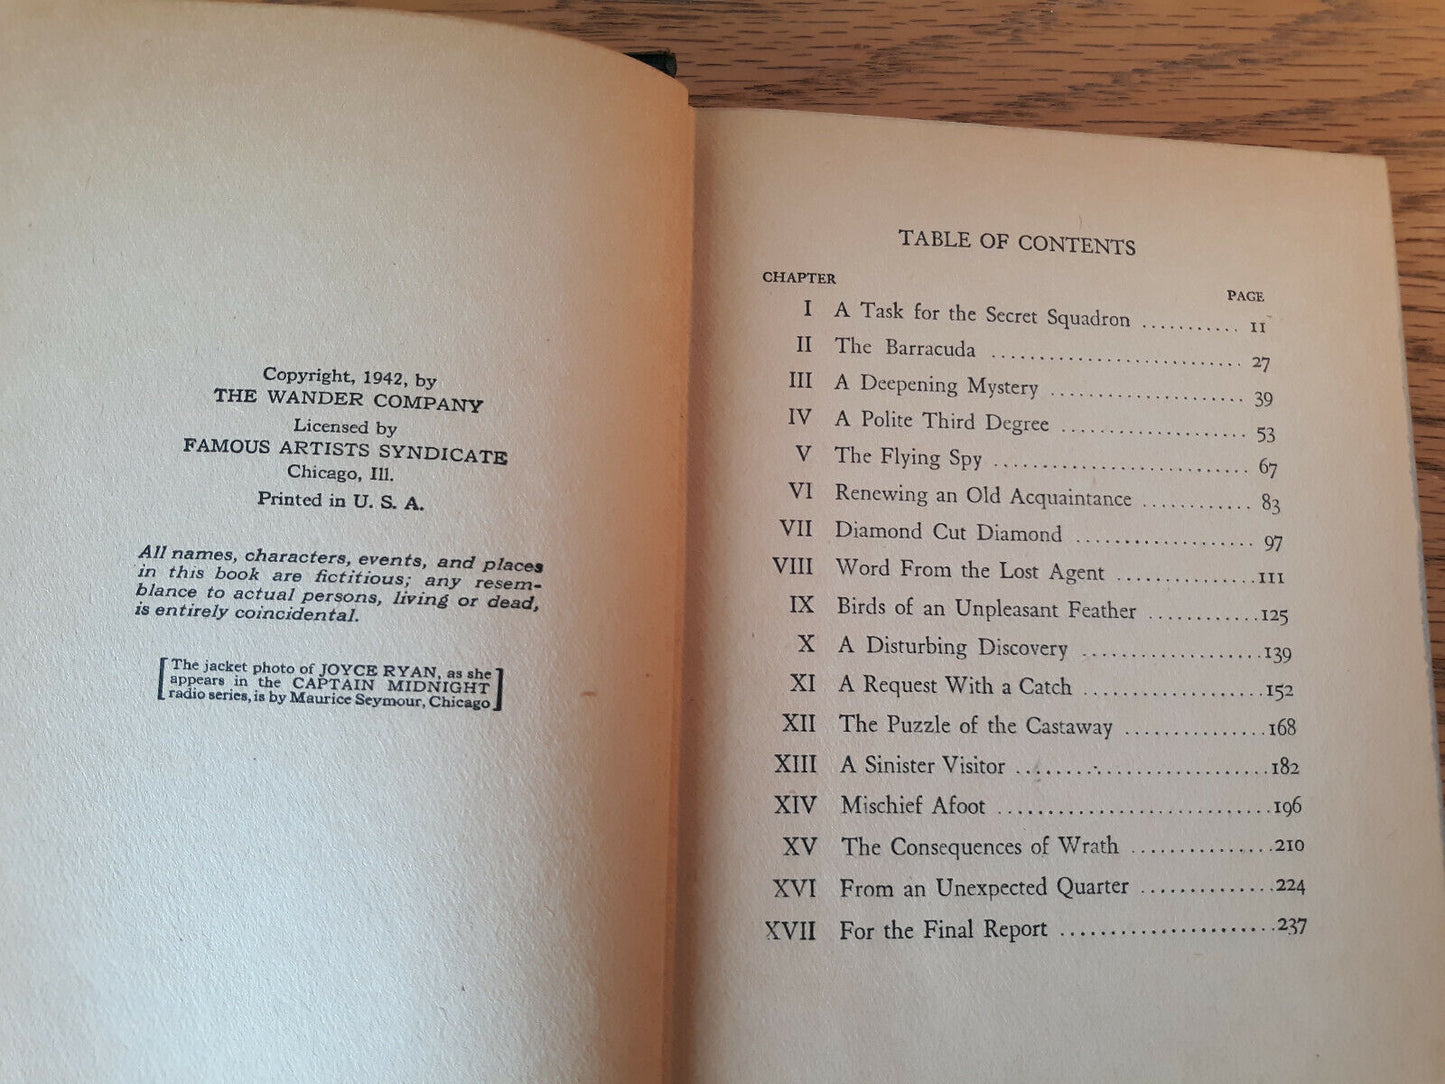 Copyright, 1942, by
THE WANDER COMPANY
Licensed by
FAMOUS ARTISTS SYNDICATE
Chicago, Ill.
Printed in U. S. A.
All names, characters, events, and places
in this book are fictitious; any resem-
blance to actual persons, living or dead,
is entirely coincidental.
[The jacket photo of JOYCE RYAN, as she
appears in the CAPTAIN MIDNIGHT
radio series, is by Maurice Seymour, Chicago]
TABLE OF CONTENTS
CHAPTER
PAGE
I A Task for the Secret Squadron ........... 11
II The Barracuda .......................... 27
III A Deepening Mystery ..................... 39
IV A Polite Third Degree .................... 53
V The Flying Spy ........................... 67
VI Renewing an Old Acquaintance ............ 83
VII Diamond Cut Diamond ................... 97
VIII Word From the Lost Agent ...............111
IX Birds of an Unpleasant Feather ............125
X A Disturbing Discovery ...................139
XI A Request With a Catch ...................152
XII The Puzzle of the Castaway ...............168
XIII A Sinister Visitor ..........................182
XIV Mischief Afoot .............................196
XV The Consequences of Wrath ...............210
XVI From an Unexpected Quarter ..............224
XVII For the Final Report .......................237